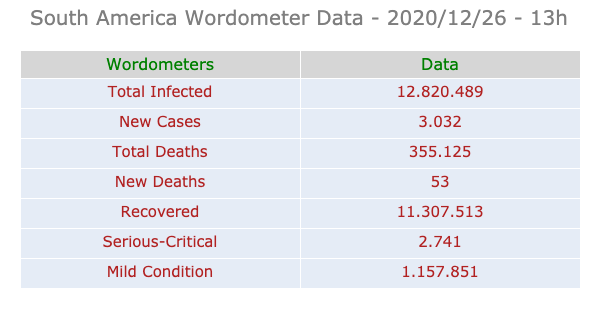 South America Wordometer Data - 2020/12/26 - 13h
Wordometers Data
Total Infected 12.820.489
New Cases 3.032
Total Deaths 355.125
New Deaths 53
Recovered 11.307.513
Serious-Critical 2.741
Mild Condition 1.157.851